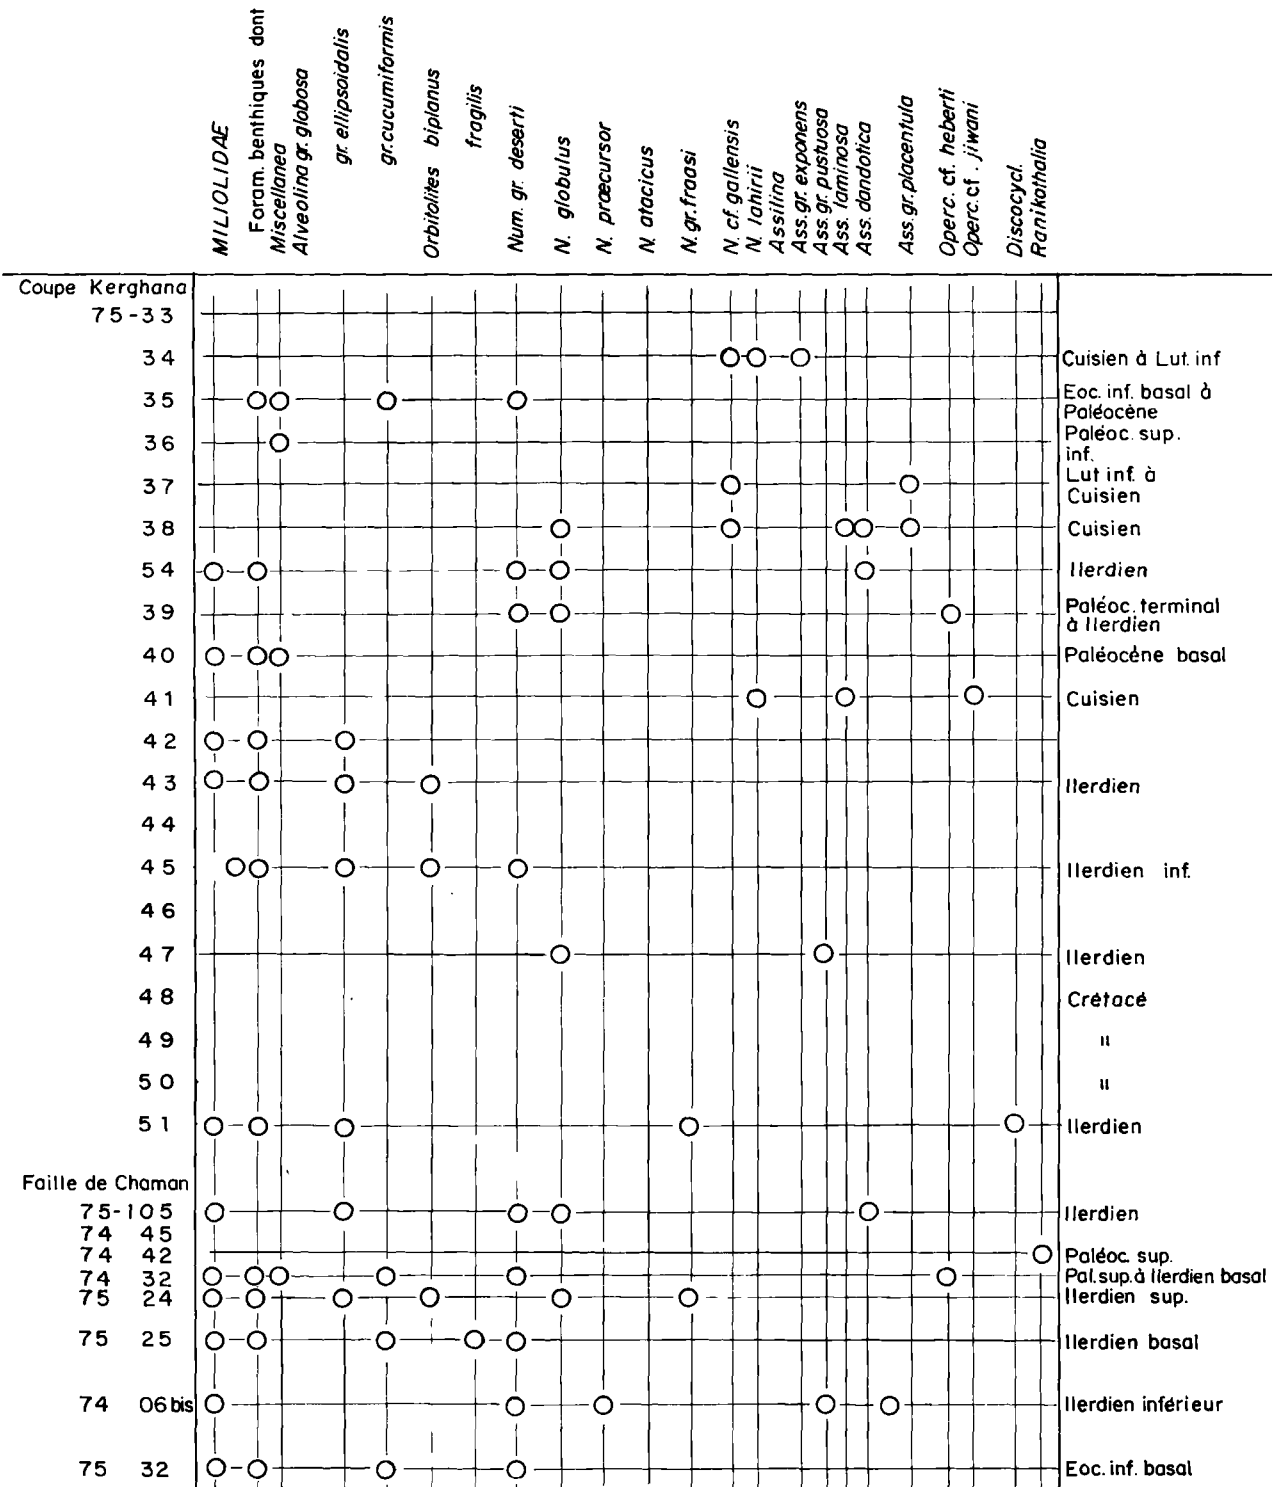 MILIOLIDAE
Foram. benthiques dont
Miscellanea
Alveolina gr. globosa
gr. ellipsoidalis
gr. cucumiformis
Orbitolites biplanus
fragilis
Num. gr. deserti
N. globulus
N. præcursor
N. atacicus
N. gr. fraasi
N. cf. gallensis
N. lahirii
Assilina
Ass. gr. exponens
Ass. gr. pustuosa
Ass. laminosa
Ass. dandotica
Ass. gr. placentula
Operc. cf. heberti
Operc. cf. jiwani
Discocycl.
Ranikothalia
Coupe Kerghana
75-33
34 Cuisien à Lut. inf
35 Eoc. inf. basal à
Paléocène
36 Paléoc. sup.
inf.
37 Lut inf. à
Cuisien
38 Cuisien
54 Ilerdien
39 Paléoc. terminal
à Ilerdien
40 Paléocène basal
41 Cuisien
42
43 Ilerdien
44
45 Ilerdien inf.
46
47 Ilerdien
48 Crétacé
49 "
50 "
51 Ilerdien
Faille de Chaman
75-105 Ilerdien
74 45
74 42 Paléoc. sup.
74 32 Pal. sup. à Ilerdien basal
75 24 Ilerdien sup.
75 25 Ilerdien basal
74 06 bis Ilerdien inférieur
75 32 Eoc. inf. basal